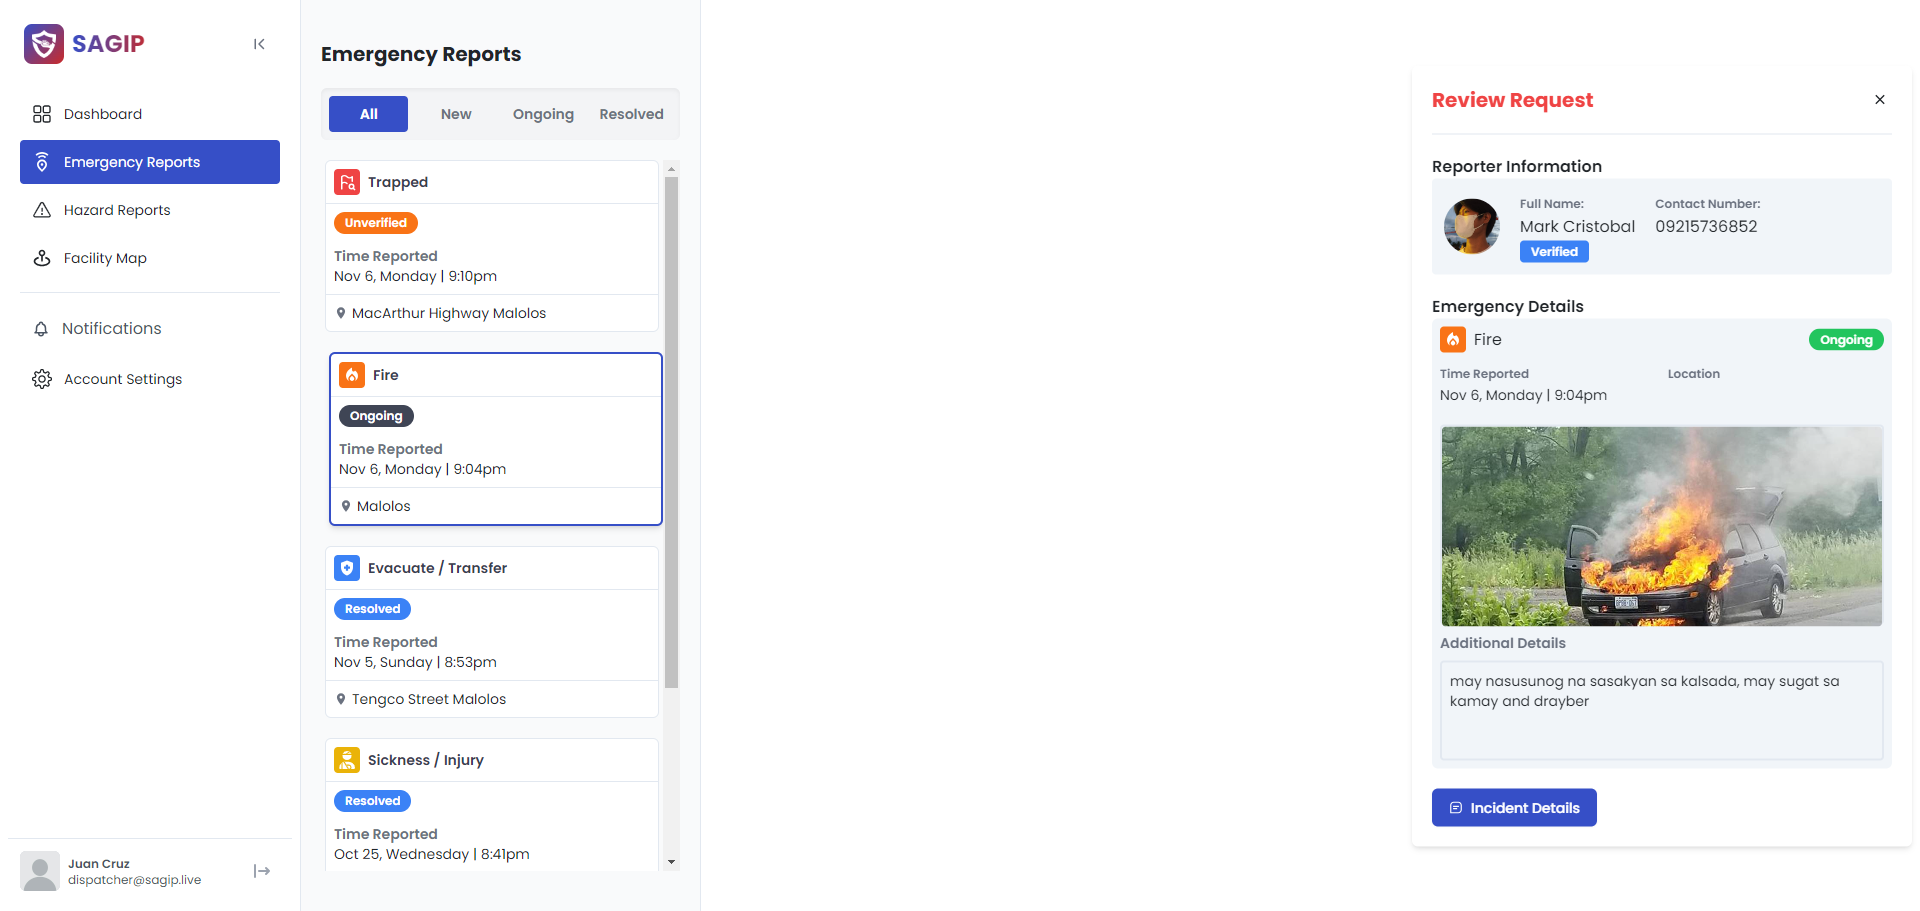 SAGIP
Dashboard
Emergency Reports
Hazard Reports
Facility Map
Notifications
Account Settings
Juan Cruz
dispatcher@sagip.live
Emergency Reports
All New Ongoing Resolved
Trapped
Unverified
Time Reported
Nov 6, Monday | 9:10pm
MacArthur Highway Malolos
Fire
Ongoing
Time Reported
Nov 6, Monday | 9:04pm
Malolos
Evacuate / Transfer
Resolved
Time Reported
Nov 5, Sunday | 8:53pm
Tengco Street Malolos
Sickness / Injury
Resolved
Time Reported
Oct 25, Wednesday | 8:41pm
Review Request
Reporter Information
Full Name: Contact Number:
Mark Cristobal 09215736852
Verified
Emergency Details
Fire Ongoing
Time Reported Location
Nov 6, Monday | 9:04pm
Additional Details
may nasusunog na sasakyan sa kalsada, may sugat sa
kamay and drayber
Incident Details